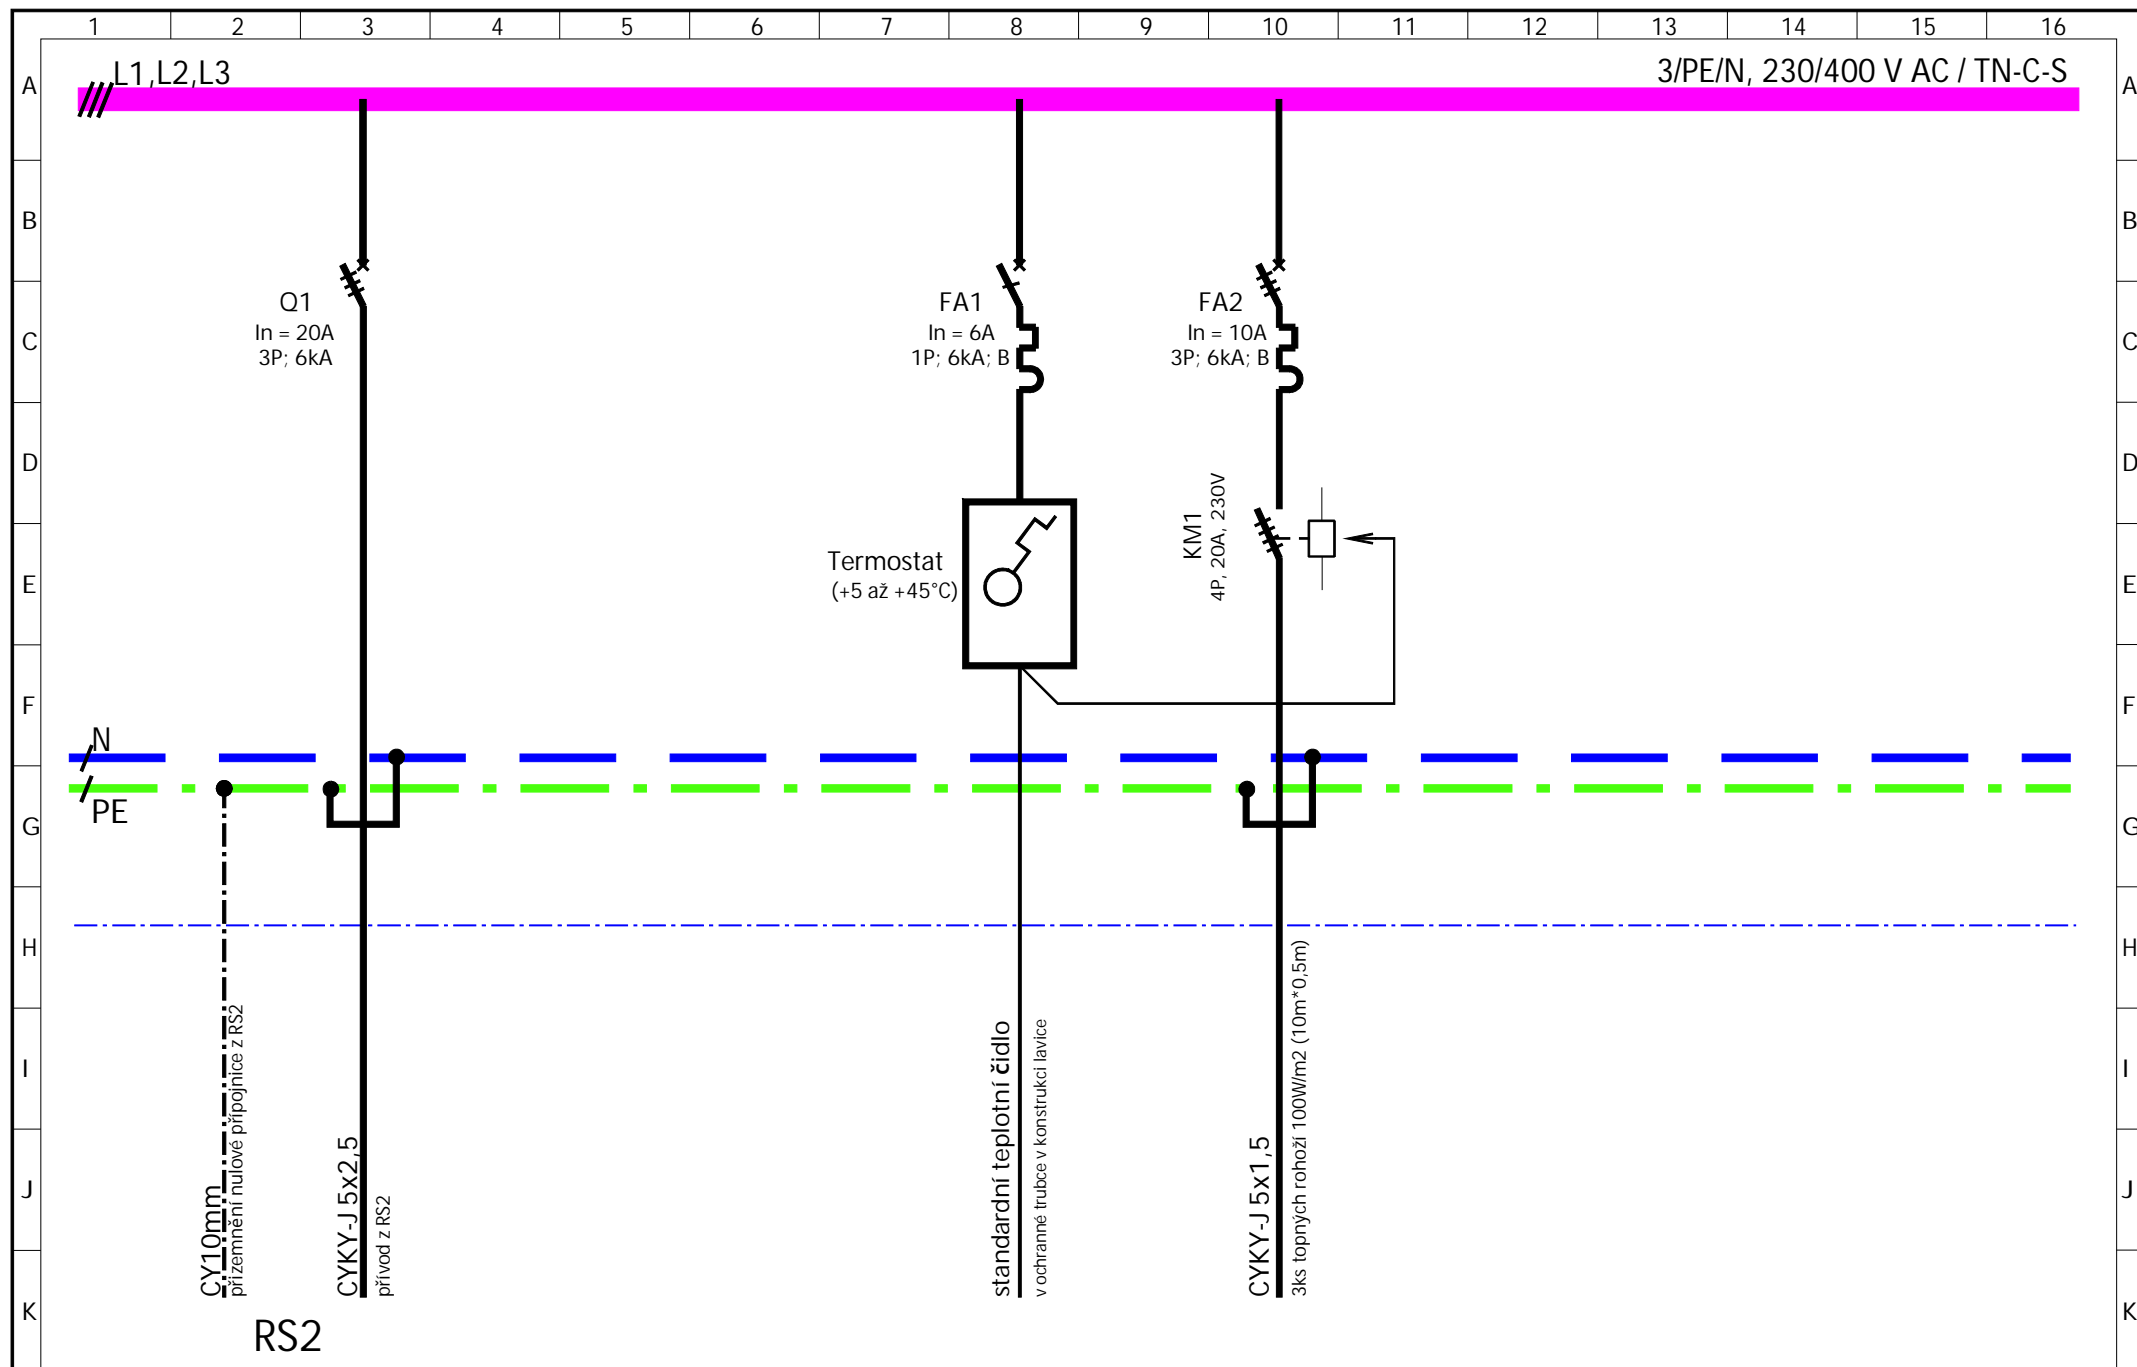 1 2 3 4 5 6 7 8 9 10 11 12 13 14 15 16
A A
L1,L2,L3
3/PE/N, 230/400 V AC / TN-C-S
B B
Q1
In = 20A
3P; 6kA
FA1
In = 6A
1P; 6kA; B
FA2
In = 10A
3P; 6kA; B
C C
D D
KM1
4P, 20A, 230V
Termostat
(+5 až +45°C)
E E
F F
N
PE
G G
H H
I I
J J
K K
CY10mm
přizemnění nulové přípojnice z RS2
CYKY-J 5x2,5
přívod z RS2
standardní teplotní čidlo
v ochranné trubce v konstrukci lavice
CYKY-J 5x1,5
3ks topných rohoží 100W/m2 (10m*0,5m)
RS2